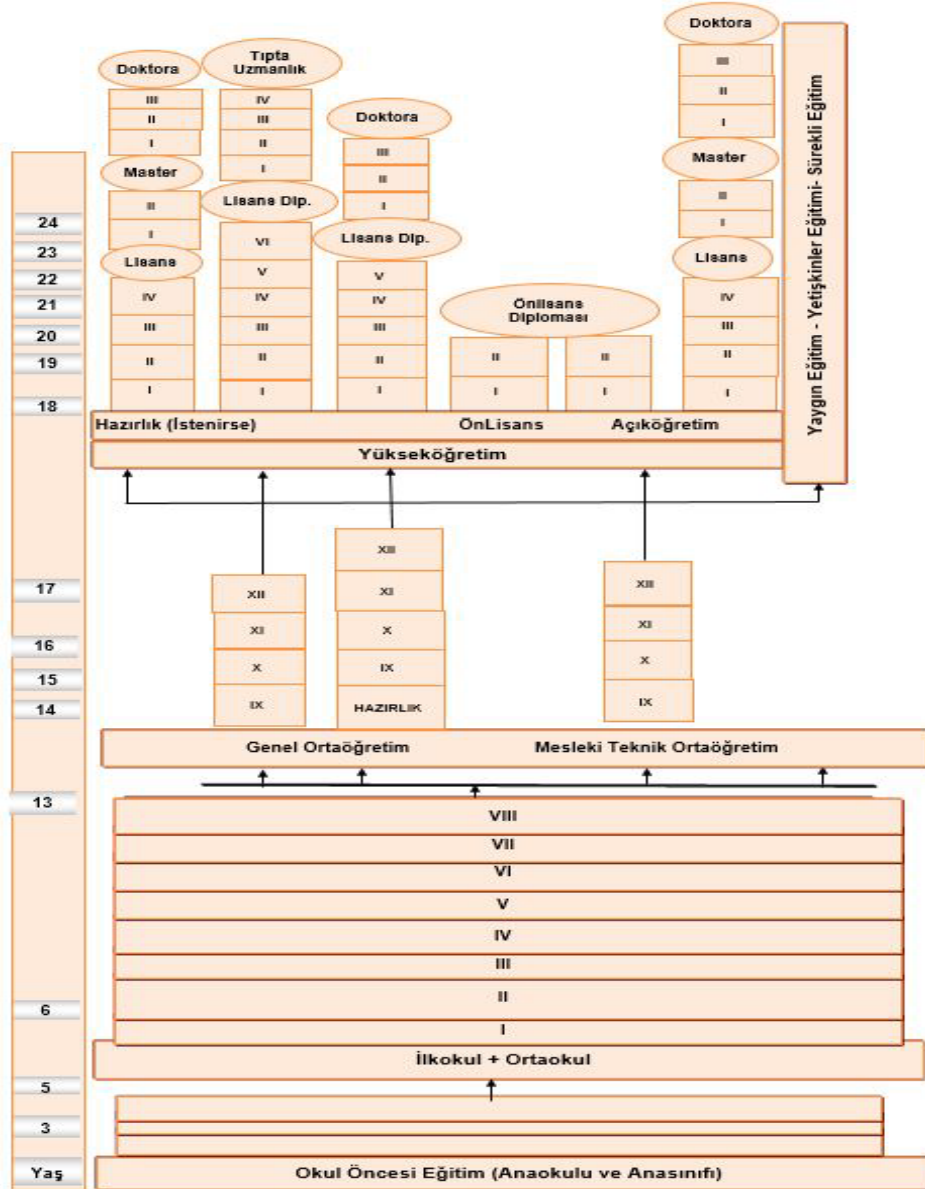 Doktora
Tıpta
Uzmanlık
Doktora
III
IV
III
II
III
Doktora
II
I
II
III
I
Master
I
II
Master
Lisans Dip.
I
II
II
24
I
VI
Lisans Dip.
I
23
Lisans
V
V
Lisans
22
IV
IV
IV
Önlisans
Diploması
IV
21
III
III
III
III
20
II
II
II
II
II
II
19
I
I
I
I
I
I
18
Hazırlık (İstenirse)
ÖnLisans
Açıköğretim
Yükseköğretim
Yaygın Eğitim - Yetişkinler Eğitimi- Sürekli Eğitim
XII
17
XII
XI
XII
XI
X
XI
16
X
IX
X
15
IX
HAZIRLIK
IX
14
Genel Ortaöğretim
Mesleki Teknik Ortaöğretim
13
VIII
VII
VI
V
IV
III
II
6
I
İlkokul + Ortaokul
5
3
Yaş
Okul Öncesi Eğitim (Anaokulu ve Anasınıfı)